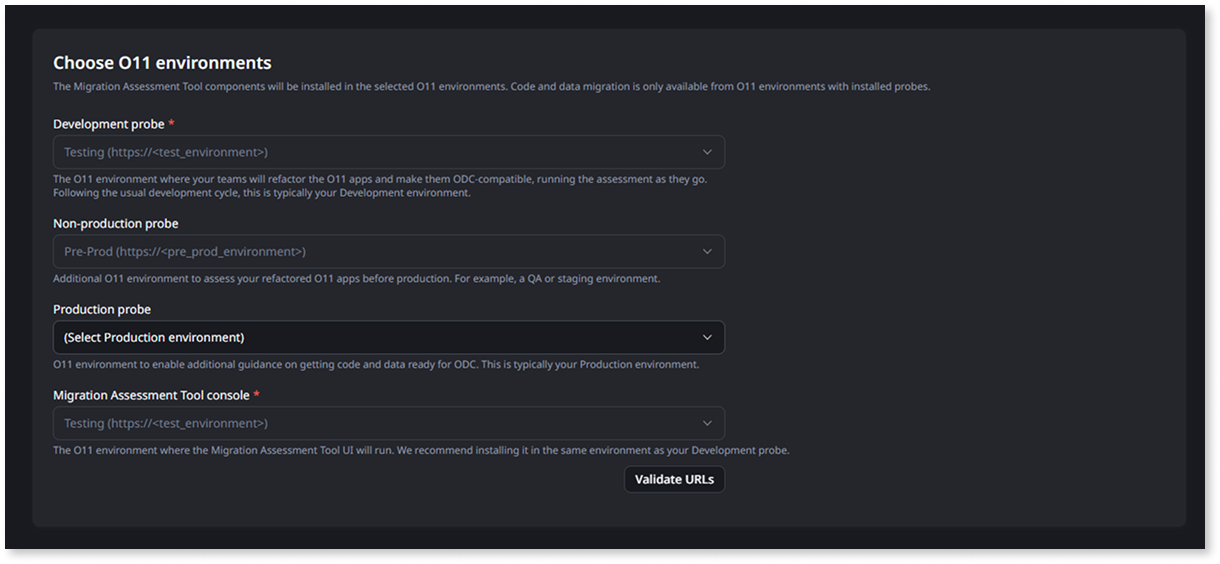 Choose O11 environments
The Migration Assessment Tool components will be installed in the selected O11 environments. Code and data migration is only available from O11 environments with installed probes.
Development probe *
Testing (https://<test_environment>)
The O11 environment where your teams will refactor the O11 apps and make them ODC-compatible, running the assessment as they go.
Following the usual development cycle, this is typically your Development environment.
Non-production probe
Pre-Prod (https://<pre_prod_environment>)
Additional O11 environment to assess your refactored O11 apps before production. For example, a QA or staging environment.
Production probe
(Select Production environment)
O11 environment to enable additional guidance on getting code and data ready for ODC. This is typically your Production environment.
Migration Assessment Tool console *
Testing (https://<test_environment>)
The O11 environment where the Migration Assessment Tool UI will run. We recommend installing it in the same environment as your Development probe.
Validate URLs